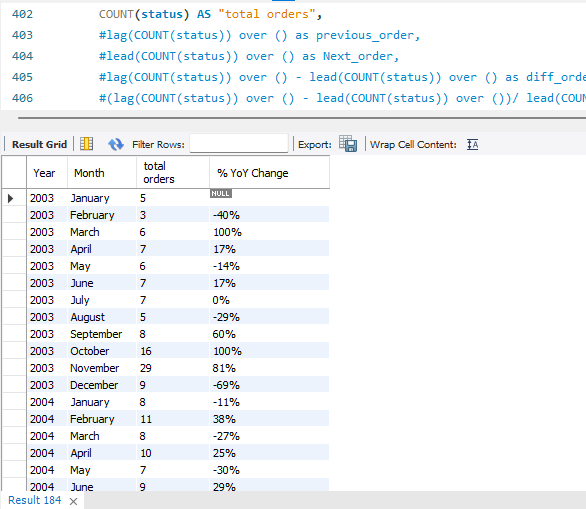 402 COUNT(status) AS "total orders",
403 #lag(COUNT(status)) over () as previous_order,
404 #lead(COUNT(status)) over () as Next_order,
405 #lag(COUNT(status)) over () - lead(COUNT(status)) over () as diff_orde
406 #(lag(COUNT(status)) over () - lead(COUNT(status)) over ())/ lead(COUN
Result Grid Filter Rows: Export: Wrap Cell Content: IA
Year Month total orders % YoY Change
2003 January 5 NULL
2003 February 3 -40%
2003 March 6 100%
2003 April 7 17%
2003 May 6 -14%
2003 June 7 17%
2003 July 7 0%
2003 August 5 -29%
2003 September 8 60%
2003 October 16 100%
2003 November 29 81%
2003 December 9 -69%
2004 January 8 -11%
2004 February 11 38%
2004 March 8 -27%
2004 April 10 25%
2004 May 7 -30%
2004 June 9 29%
Result 184 ×